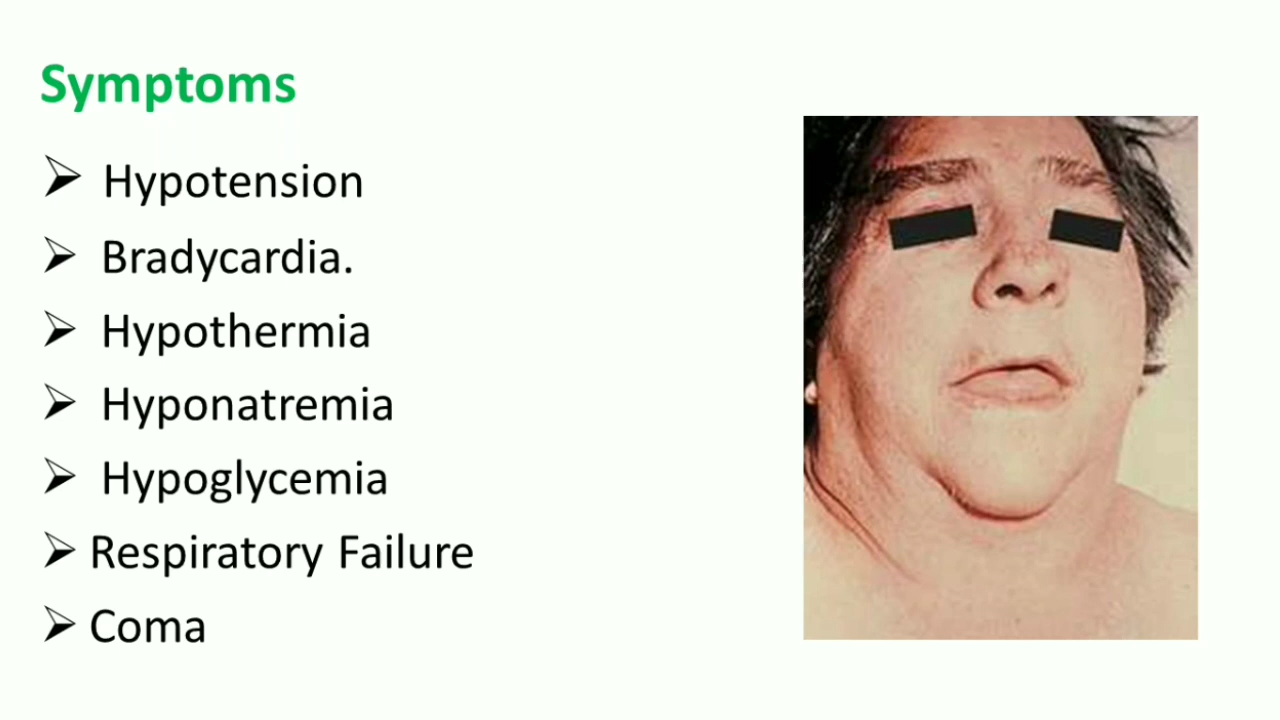 Symptoms
➢ Hypotension
➢ Bradycardia.
➢ Hypothermia
➢ Hyponatremia
➢ Hypoglycemia
➢ Respiratory Failure
➢ Coma